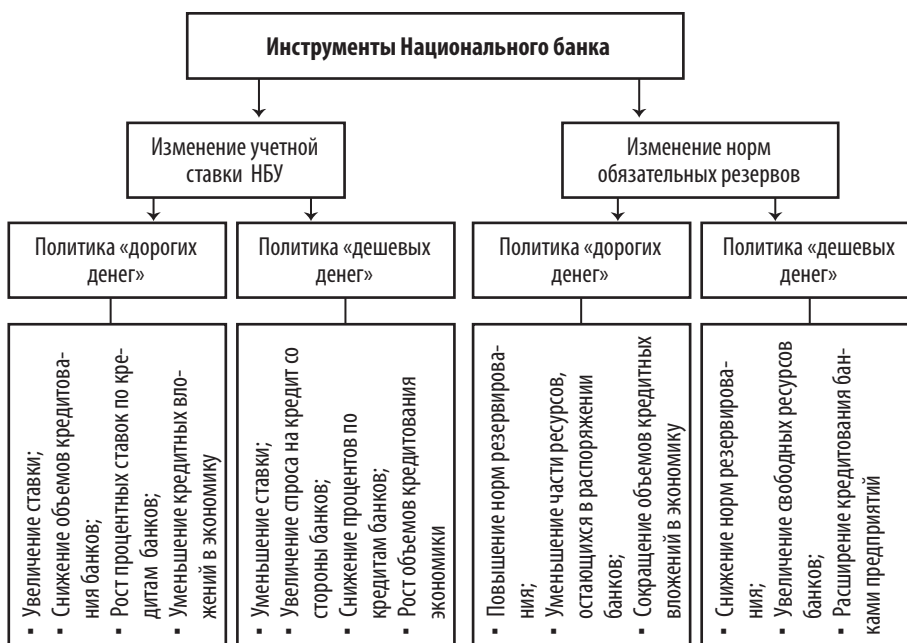 Инструменты Национального банка
Изменение учетной
ставки НБУ
Изменение норм
обязательных резервов
Политика «дорогих
денег»
Политика «дешевых
денег»
Политика «дорогих
денег»
Политика «дешевых
денег»
▪ Увеличение ставки;
▪ Снижение объемов кредитова-
ния банков;
▪ Рост процентных ставок по кре-
дитам банков;
▪ Уменьшение кредитных вло-
жений в экономику
▪ Уменьшение ставки;
▪ Увеличение спроса на кредит со
стороны банков;
▪ Снижение процентов по
кредитам банков;
▪ Рост объемов кредитования
экономики
▪ Повышение норм резервирова-
ния;
▪ Уменьшение части ресурсов,
остающихся в распоряжении
банков;
▪ Сокращение объемов кредитных
вложений в экономику
▪ Снижение норм резервирова-
ния;
▪ Увеличение свободных ресурсов
банков;
▪ Расширение кредитования бан-
ками предприятий